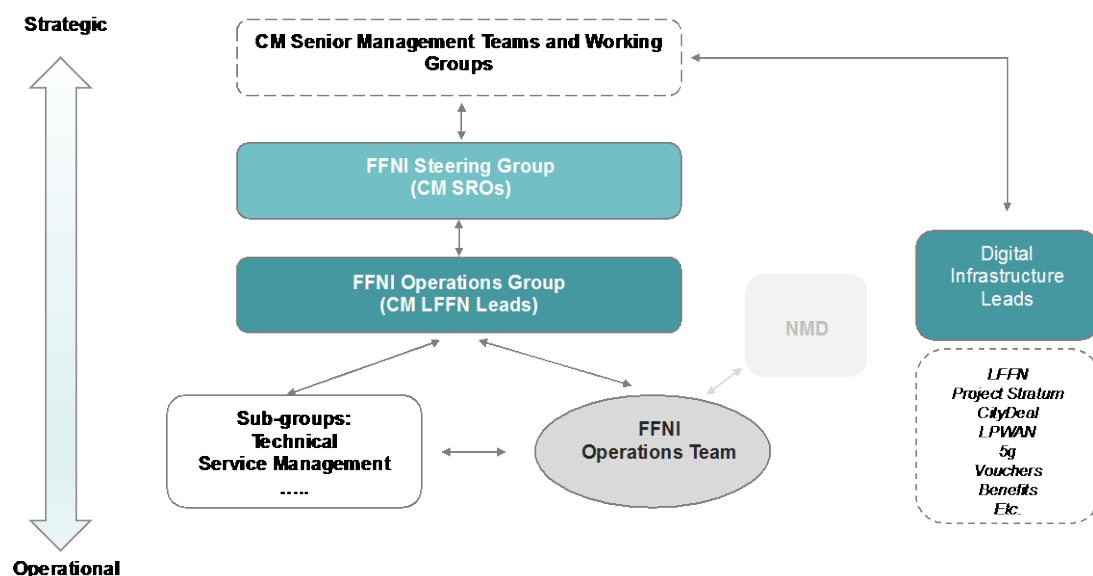 Strategic
CM Senior Management Teams and Working
Groups
FFNI Steering Group
(CM SROs)
FFNI Operations Group
(CM LFFN Leads)
Digital
Infrastructure
Leads
NMD
LFFN
Project Stratum
CityDeal
LPWAN
5g
Vouchers
Benefits
Etc.
Sub-groups:
Technical
Service Management
.....
FFNI
Operations Team
Operational